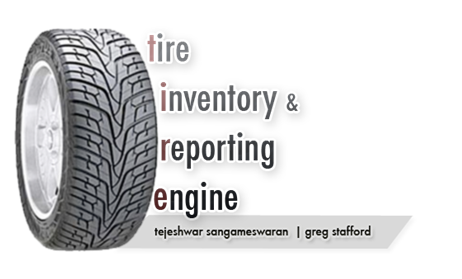 tire
inventory &
reporting
engine
tejeshwar sangameswaran | greg stafford